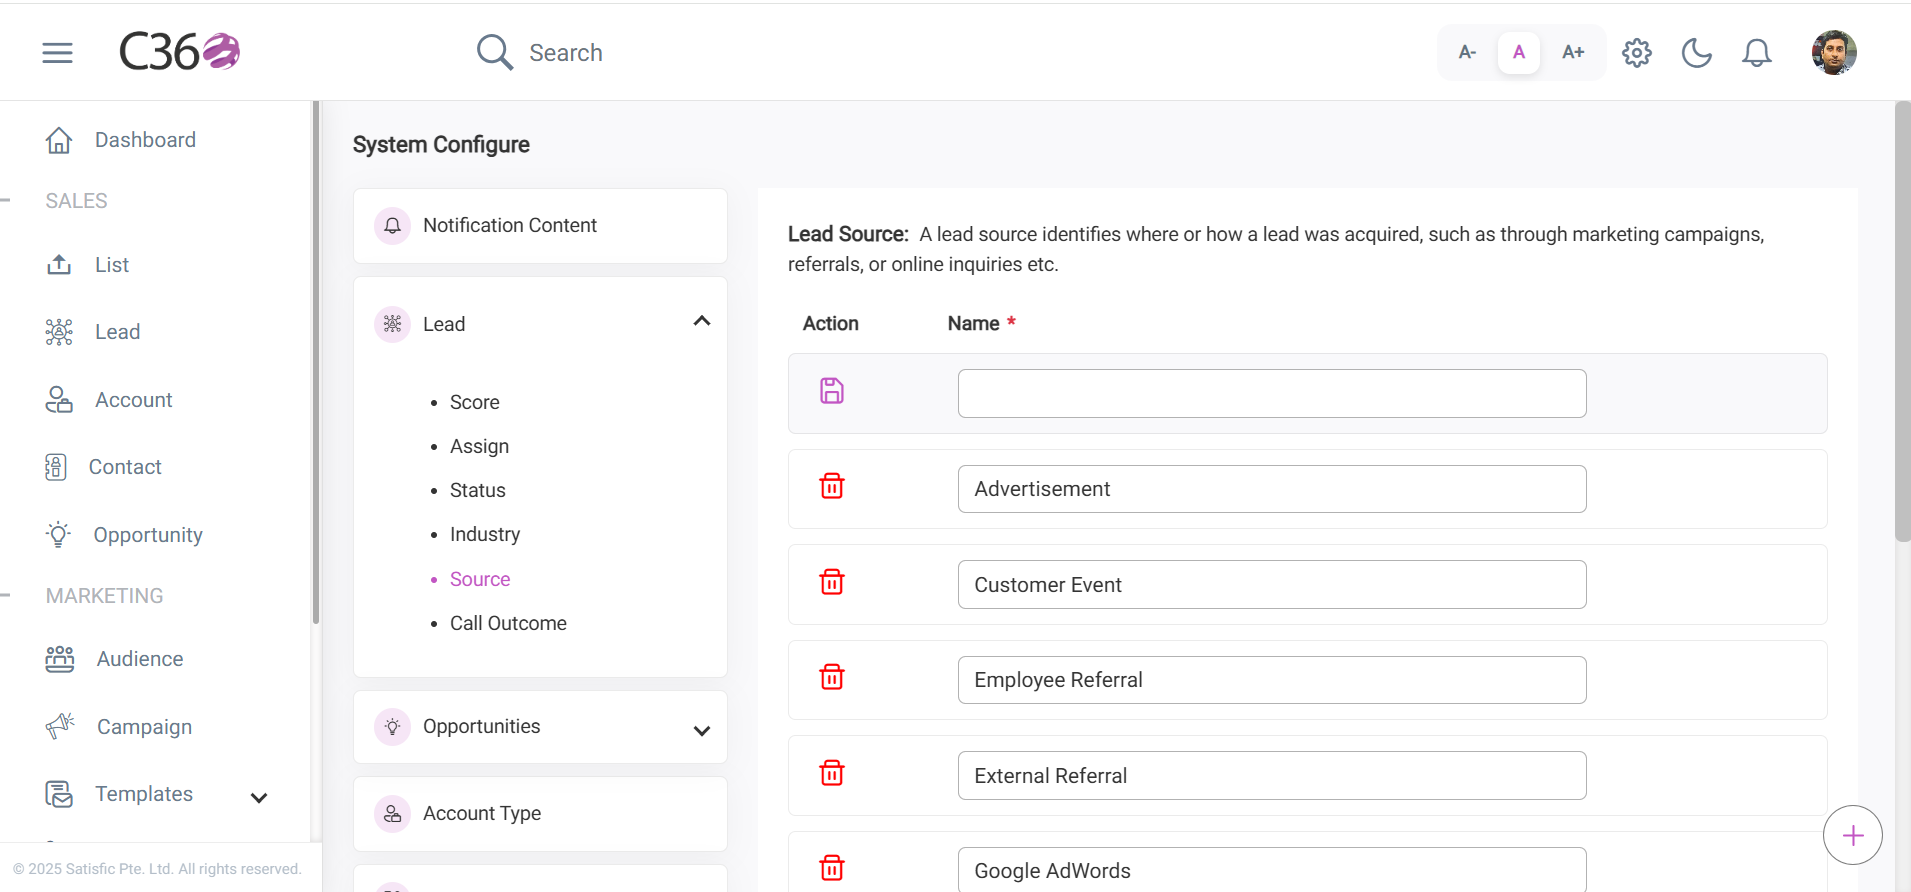 C360
Search
A-
A
A+
Dashboard
SALES
List
Lead
Account
Contact
Opportunity
MARKETING
Audience
Campaign
Templates
© 2025 Satisfic Pte. Ltd. All rights reserved.
System Configure
Notification Content
Lead
Score
Assign
Status
Industry
Source
Call Outcome
Opportunities
Account Type
Lead Source: A lead source identifies where or how a lead was acquired, such as through marketing campaigns,
referrals, or online inquiries etc.
Action Name *
Advertisement
Customer Event
Employee Referral
External Referral
Google AdWords